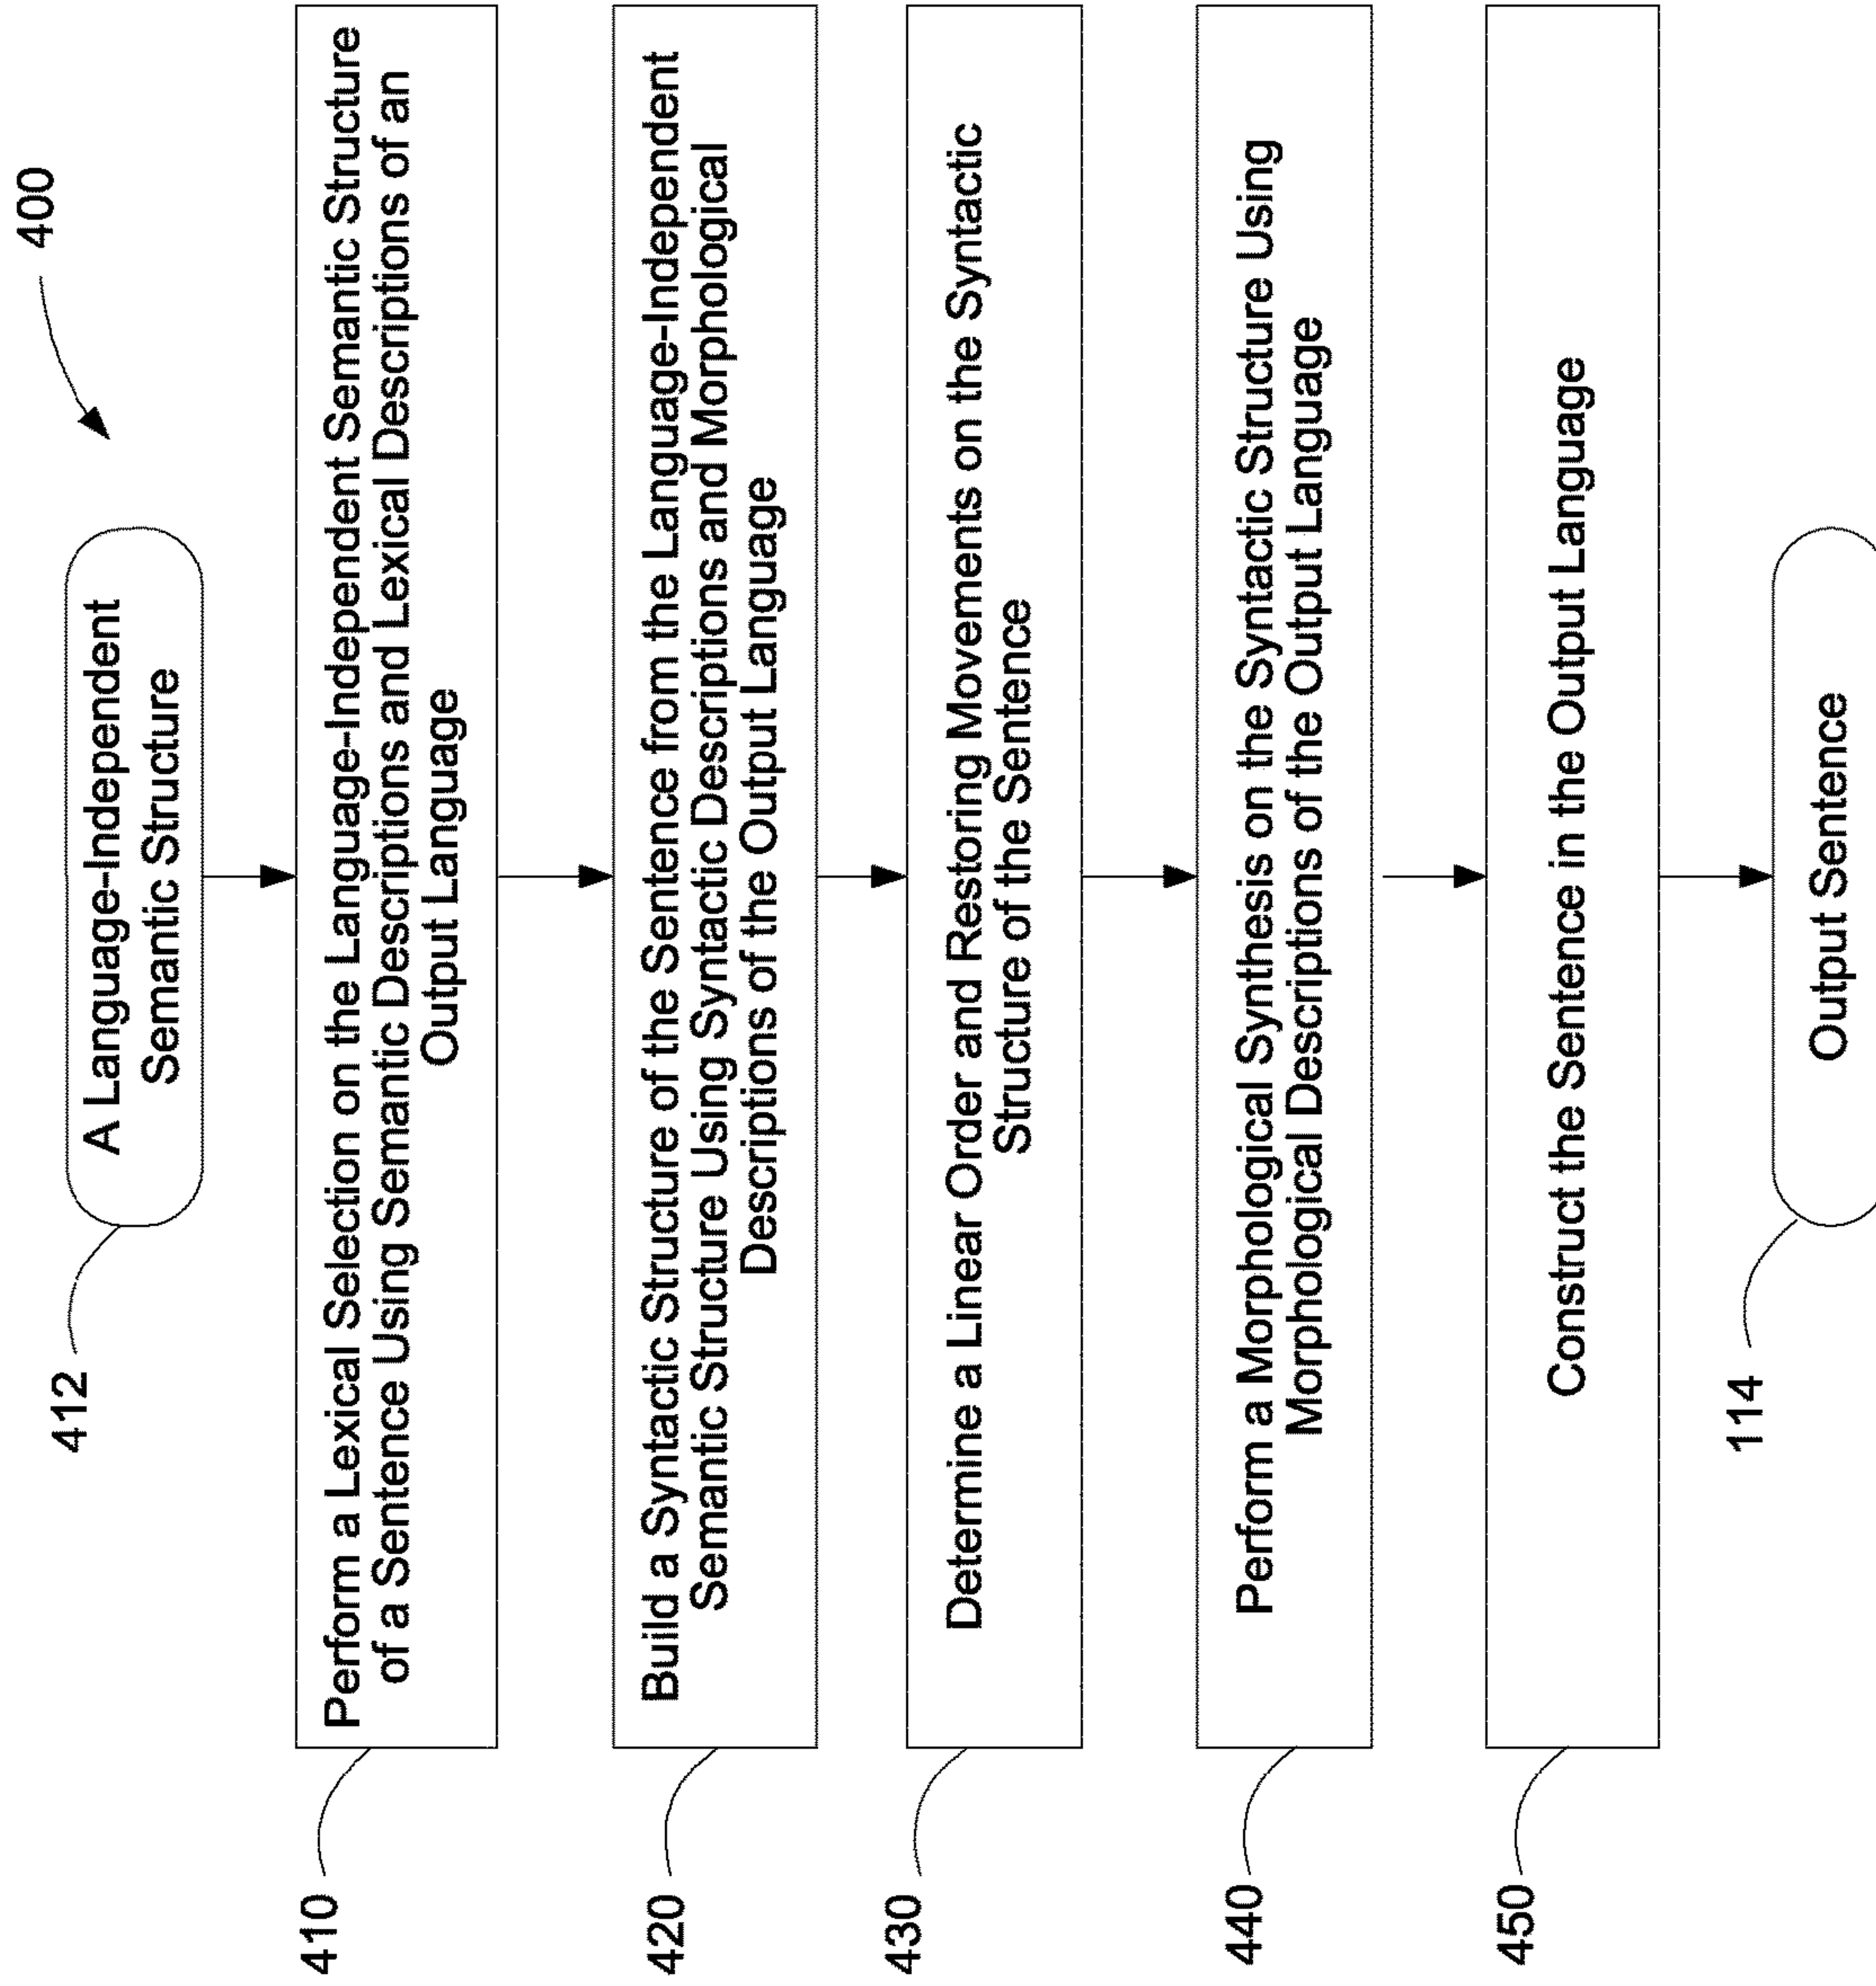 400
412
A Language-Independent
Semantic Structure
410
Perform a Lexical Selection on the Language-Independent Semantic Structure
of a Sentence Using Semantic Descriptions and Lexical Descriptions of an
Output Language
420
Build a Syntactic Structure of the Sentence from the Language-Independent
Semantic Structure Using Syntactic Descriptions and Morphological
Descriptions of the Output Language
430
Determine a Linear Order and Restoring Movements on the Syntactic
Structure of the Sentence
440
Perform a Morphological Synthesis on the Syntactic Structure Using
Morphological Descriptions of the Output Language
450
Construct the Sentence in the Output Language
114
Output Sentence